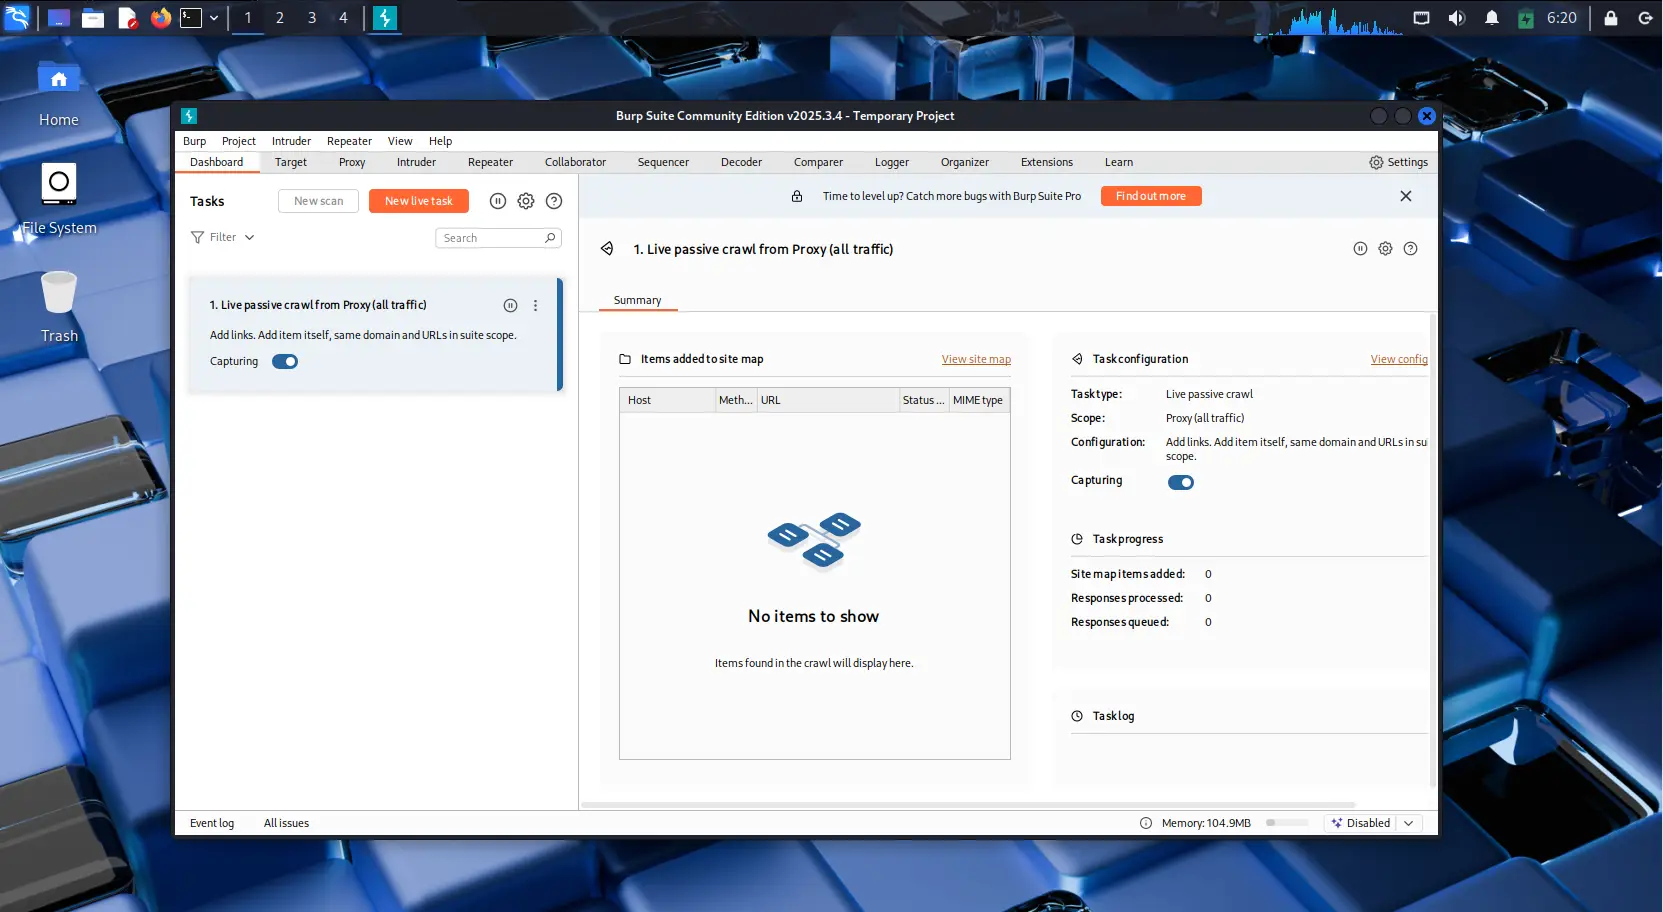 1 2 3 4
6:20
Home
File System
Trash
Burp Suite Community Edition v2025.3.4 - Temporary Project
Burp Project Intruder Repeater View Help
Dashboard Target Proxy Intruder Repeater Collaborator Sequencer Decoder Comparer Logger Organizer Extensions Learn Settings
Tasks New scan New live task
Filter Search
1. Live passive crawl from Proxy (all traffic)
Add links. Add item itself, same domain and URLs in suite scope.
Capturing
Time to level up? Catch more bugs with Burp Suite Pro Find out more
1. Live passive crawl from Proxy (all traffic)
Summary
Items added to site map View site map
Host Meth... URL Status ... MIME type
No items to show
Items found in the crawl will display here.
Task configuration View config
Task type: Live passive crawl
Scope: Proxy (all traffic)
Configuration: Add links. Add item itself, same domain and URLs in su
scope.
Capturing
Task progress
Site map items added: 0
Responses processed: 0
Responses queued: 0
Task log
Event log All issues Memory: 104.9MB Disabled